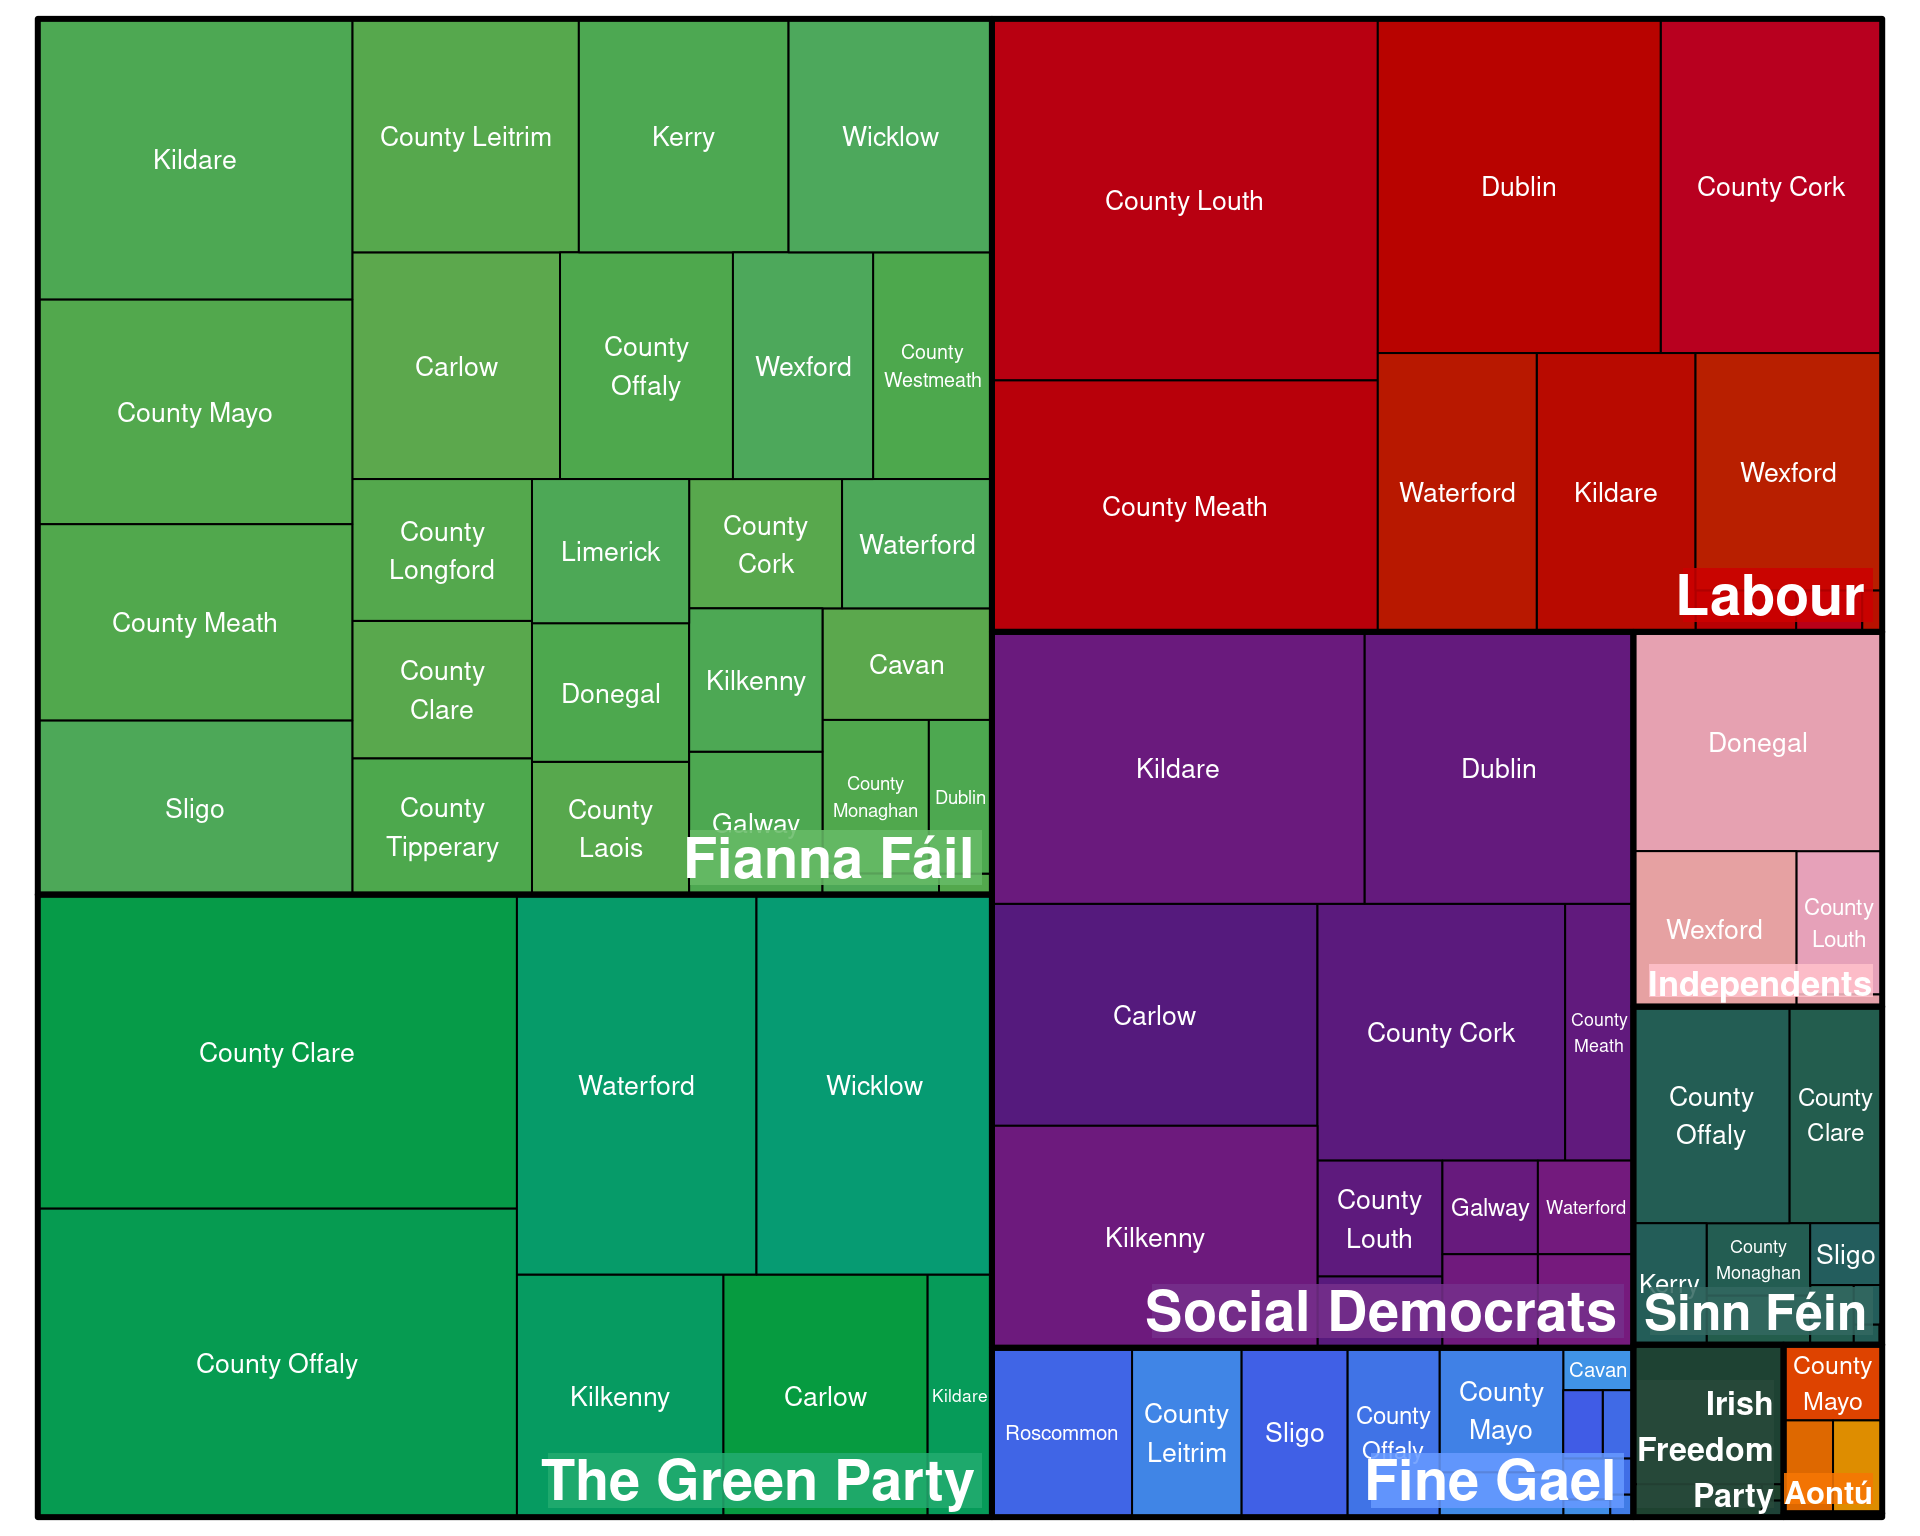 Kildare
County Leitrim
Kerry
Wicklow
County Mayo
Carlow
County
Offaly
Wexford
County
Westmeath
County Meath
County
Longford
Limerick
County
Cork
Waterford
County
Clare
Donegal
Kilkenny
Cavan
Sligo
County
Tipperary
County
Laois
Galway
County
Monaghan
Dublin
Fianna Fáil
County Louth
Dublin
County Cork
County Meath
Waterford
Kildare
Wexford
Labour
County Clare
Waterford
Wicklow
County Offaly
Kilkenny
Carlow
Kildare
The Green Party
Kildare
Dublin
Carlow
County Cork
County
Meath
Kilkenny
County
Louth
Galway
Waterford
Social Democrats
Donegal
Wexford
County
Louth
Independents
County
Offaly
County
Clare
Kerry
County
Monaghan
Sligo
Sinn Féin
Roscommon
County
Leitrim
Sligo
County
Offaly
County
Mayo
Cavan
Fine Gael
Irish
Freedom
Party
County
Mayo
Aontú